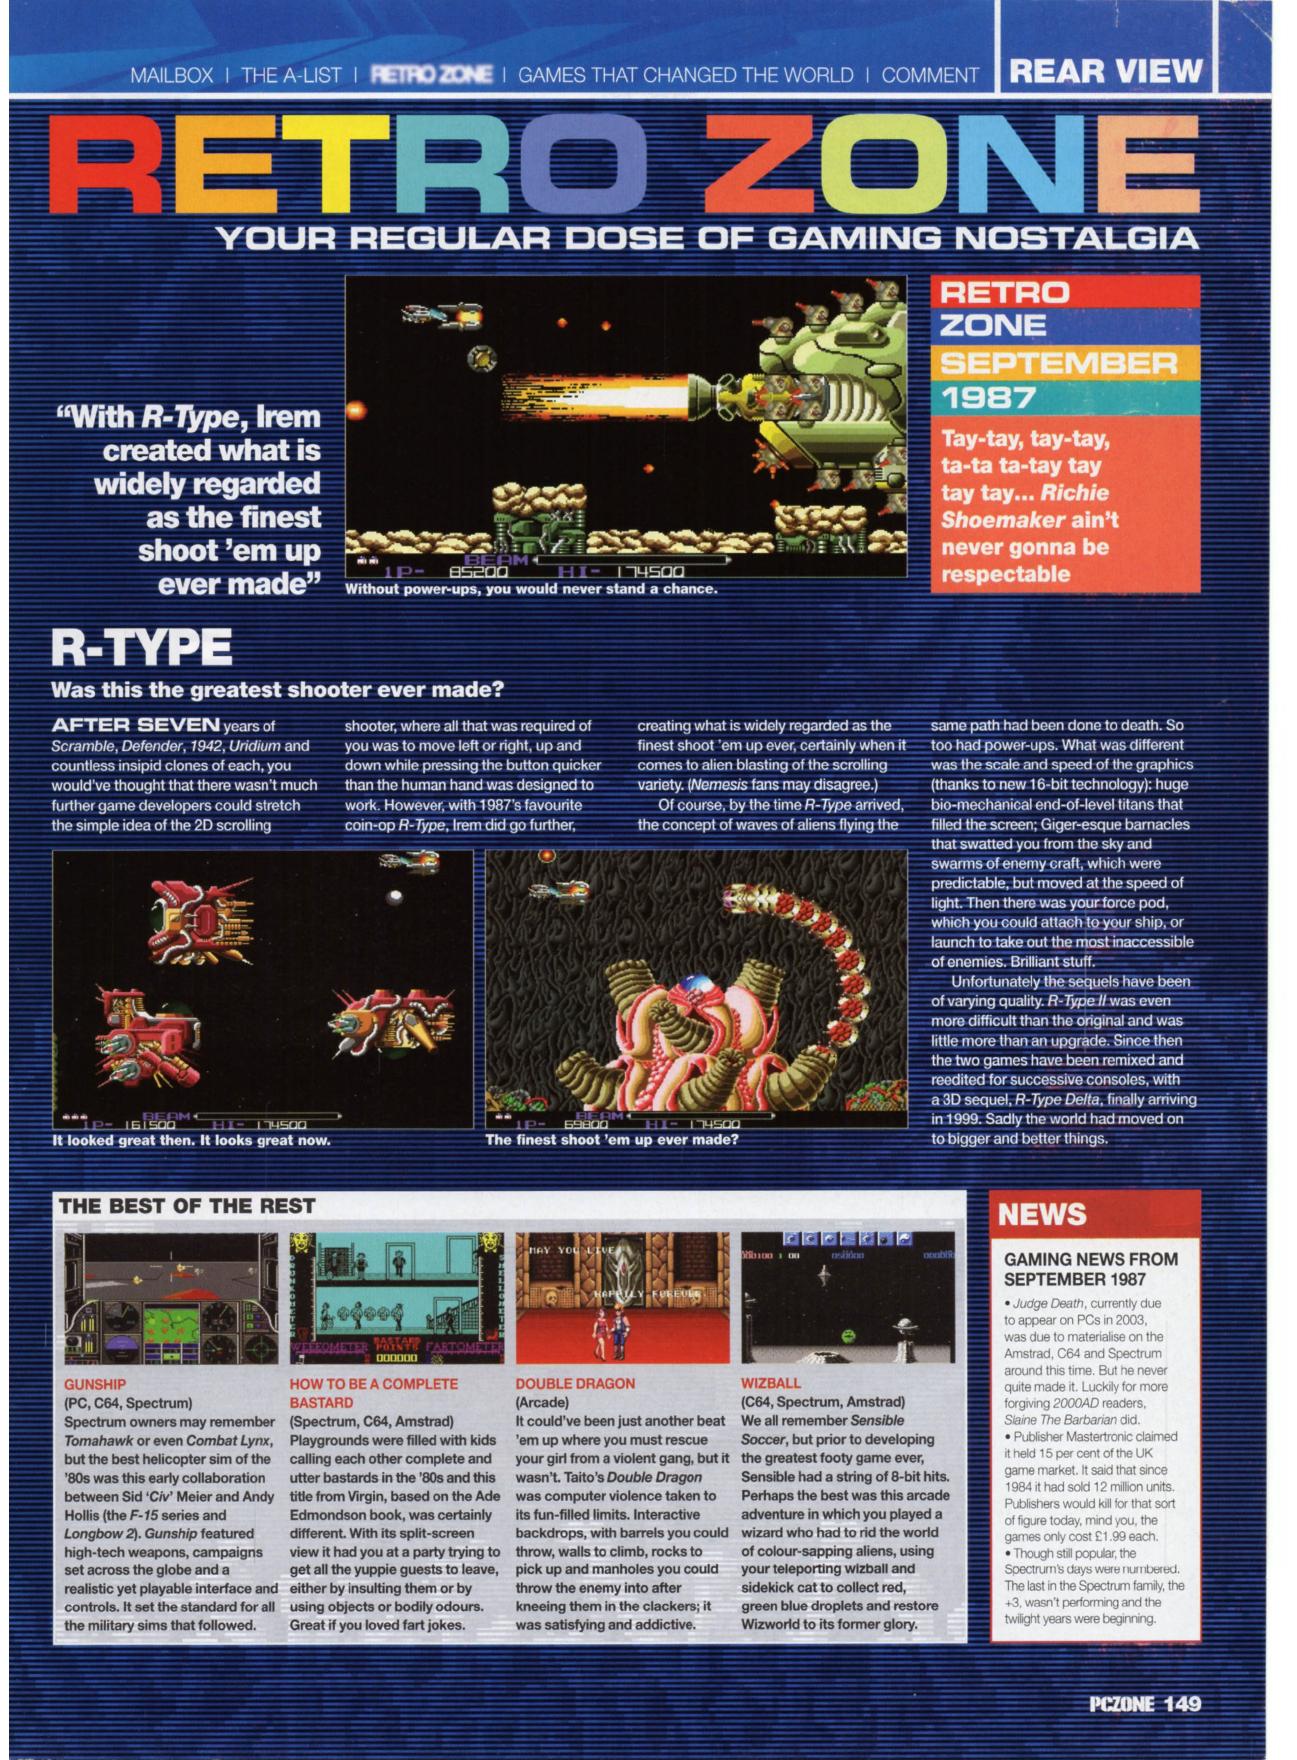 MAILBOX | THE A-LIST | RETRO ZONE | GAMES THAT CHANGED THE WORLD | COMMENT
REAR VIEW
RETRO ZONE
YOUR REGULAR DOSE OF GAMING NOSTALGIA
“With R-Type, Irem
created what is
widely regarded
as the finest
shoot ’em up
ever made”
BEAM
1P- 85200 HI- 174500
Without power-ups, you would never stand a chance.
RETRO
ZONE
SEPTEMBER
1987
Tay-tay, tay-tay,
ta-ta ta-tay tay
tay tay... Richie
Shoemaker ain’t
never gonna be
respectable
R-TYPE
Was this the greatest shooter ever made?
AFTER SEVEN years of
Scramble, Defender, 1942, Uridium and
countless insipid clones of each, you
would’ve thought that there wasn’t much
further game developers could stretch
the simple idea of the 2D scrolling
shooter, where all that was required of
you was to move left or right, up and
down while pressing the button quicker
than the human hand was designed to
work. However, with 1987’s favourite
coin-op R-Type, Irem did go further,
creating what is widely regarded as the
finest shoot ’em up ever, certainly when it
comes to alien blasting of the scrolling
variety. (Nemesis fans may disagree.)
Of course, by the time R-Type arrived,
the concept of waves of aliens flying the
same path had been done to death. So
too had power-ups. What was different
was the scale and speed of the graphics
(thanks to new 16-bit technology): huge
bio-mechanical end-of-level titans that
filled the screen; Giger-esque barnacles
that swatted you from the sky and
swarms of enemy craft, which were
predictable, but moved at the speed of
light. Then there was your force pod,
which you could attach to your ship, or
launch to take out the most inaccessible
of enemies. Brilliant stuff.
Unfortunately the sequels have been
of varying quality. R-Type II was even
more difficult than the original and was
little more than an upgrade. Since then
the two games have been remixed and
reedited for successive consoles, with
a 3D sequel, R-Type Delta, finally arriving
in 1999. Sadly the world had moved on
to bigger and better things.
BEAM
1P- 161500 HI- 174500
It looked great then. It looks great now.
BEAM
1P- 69800 HI- 174500
The finest shoot ’em up ever made?
THE BEST OF THE REST
GUNSHIP
(PC, C64, Spectrum)
Spectrum owners may remember
Tomahawk or even Combat Lynx,
but the best helicopter sim of the
’80s was this early collaboration
between Sid ‘Civ’ Meier and Andy
Hollis (the F-15 series and
Longbow 2). Gunship featured
high-tech weapons, campaigns
set across the globe and a
realistic yet playable interface and
controls. It set the standard for all
the military sims that followed.
WEEOMETER BASTARD POINTS FARTOMETER
000000
HOW TO BE A COMPLETE
BASTARD
(Spectrum, C64, Amstrad)
Playgrounds were filled with kids
calling each other complete and
utter bastards in the ’80s and this
title from Virgin, based on the Ade
Edmondson book, was certainly
different. With its split-screen
view it had you at a party trying to
get all the yuppie guests to leave,
either by insulting them or by
using objects or bodily odours.
Great if you loved fart jokes.
MAY YOU LIVE
HAPPILY FOREVER.
DOUBLE DRAGON
(Arcade)
It could’ve been just another beat
’em up where you must rescue
your girl from a violent gang, but it
wasn’t. Taito’s Double Dragon
was computer violence taken to
its fun-filled limits. Interactive
backdrops, with barrels you could
throw, walls to climb, rocks to
pick up and manholes you could
throw the enemy into after
kneeing them in the clackers; it
was satisfying and addictive.
WIZBALL
(C64, Spectrum, Amstrad)
We all remember Sensible
Soccer, but prior to developing
the greatest footy game ever,
Sensible had a string of 8-bit hits.
Perhaps the best was this arcade
adventure in which you played a
wizard who had to rid the world
of colour-sapping aliens, using
your teleporting wizball and
sidekick cat to collect red,
green blue droplets and restore
Wizworld to its former glory.
NEWS
GAMING NEWS FROM
SEPTEMBER 1987
• Judge Death, currently due
to appear on PCs in 2003,
was due to materialise on the
Amstrad, C64 and Spectrum
around this time. But he never
quite made it. Luckily for more
forgiving 2000AD readers,
Slaine The Barbarian did.
• Publisher Mastertronic claimed
it held 15 per cent of the UK
game market. It said that since
1984 it had sold 12 million units.
Publishers would kill for that sort
of figure today, mind you, the
games only cost £1.99 each.
• Though still popular, the
Spectrum’s days were numbered.
The last in the Spectrum family, the
+3, wasn’t performing and the
twilight years were beginning.
PCZONE 149